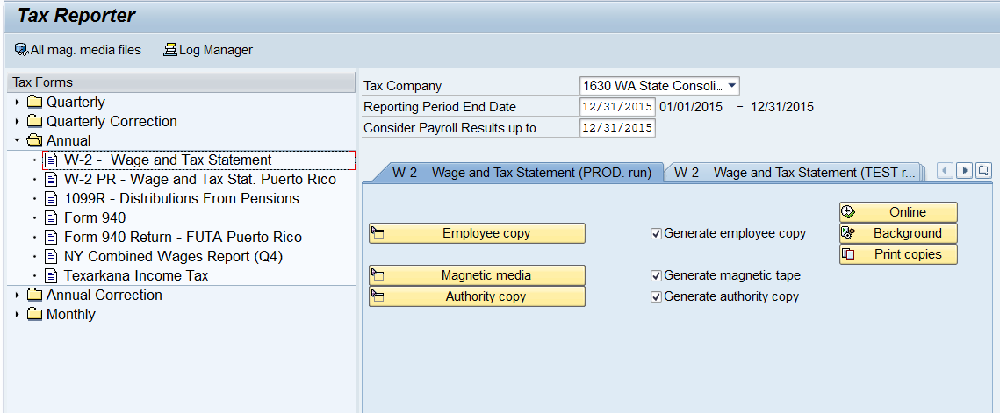 Tax Reporter
All mag. media files Log Manager
Tax Forms
Quarterly
Quarterly Correction
Annual
W-2 - Wage and Tax Statement
W-2 PR - Wage and Tax Stat. Puerto Rico
1099R - Distributions From Pensions
Form 940
Form 940 Return - FUTA Puerto Rico
NY Combined Wages Report (Q4)
Texarkana Income Tax
Annual Correction
Monthly
Tax Company 1630 WA State Consoli...
Reporting Period End Date 12/31/2015 01/01/2015 - 12/31/2015
Consider Payroll Results up to 12/31/2015
W-2 - Wage and Tax Statement (PROD. run) W-2 - Wage and Tax Statement (TEST r...
Online
Employee copy Generate employee copy Background
Print copies
Magnetic media Generate magnetic tape
Authority copy Generate authority copy